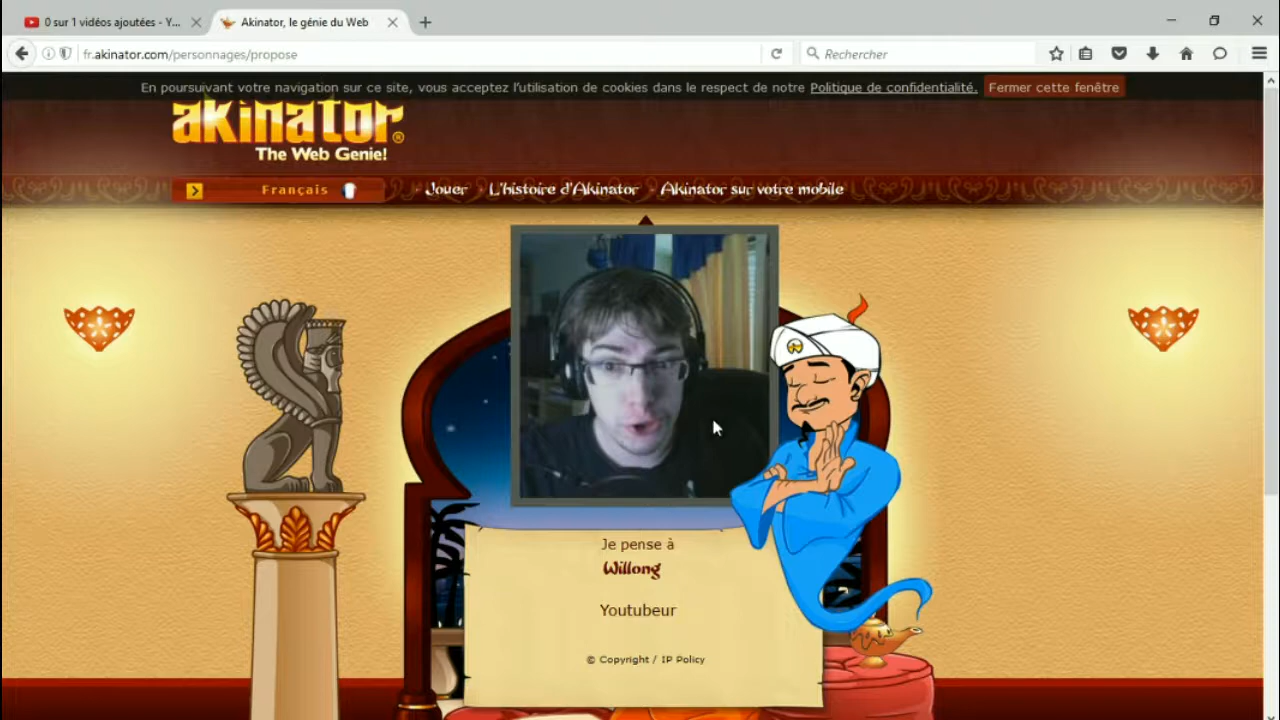 0 sur 1 vidéos ajoutées - Y...
Akinator, le génie du Web
fr.akinator.com/personnages/propose
Rechercher
En poursuivant votre navigation sur ce site, vous acceptez l'utilisation de cookies dans le respect de notre Politique de confidentialité. Fermer cette fenêtre
akinator®
The Web Genie!
Français
· Jouer · L'histoire d'Akinator · Akinator sur votre mobile
Je pense à
Willong
Youtubeur
© Copyright / IP Policy